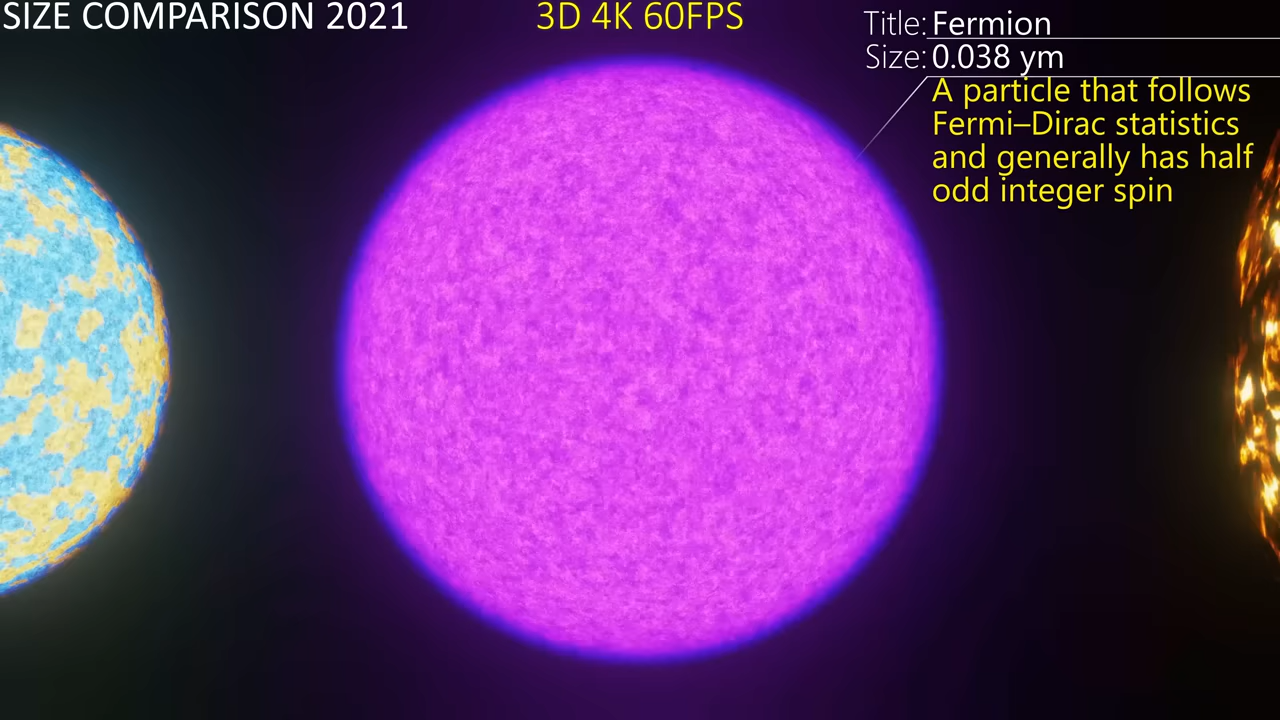 SIZE COMPARISON 2021
3D 4K 60FPS
Title: Fermion
Size: 0.038 ym
A particle that follows
Fermi–Dirac statistics
and generally has half
odd integer spin